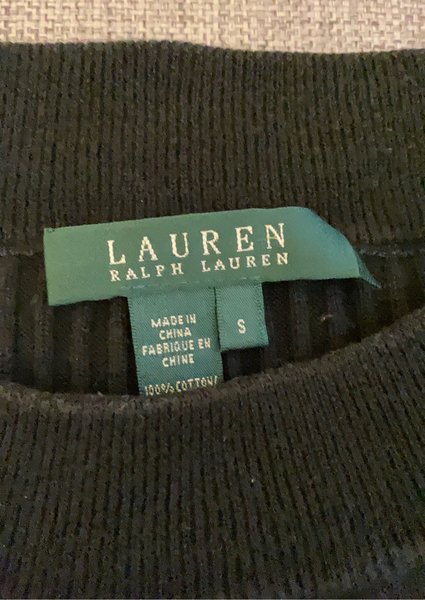 LAUREN
RALPH LAUREN
MADE IN
CHINA
FABRIQUE EN
CHINE
100% COTTON/
S